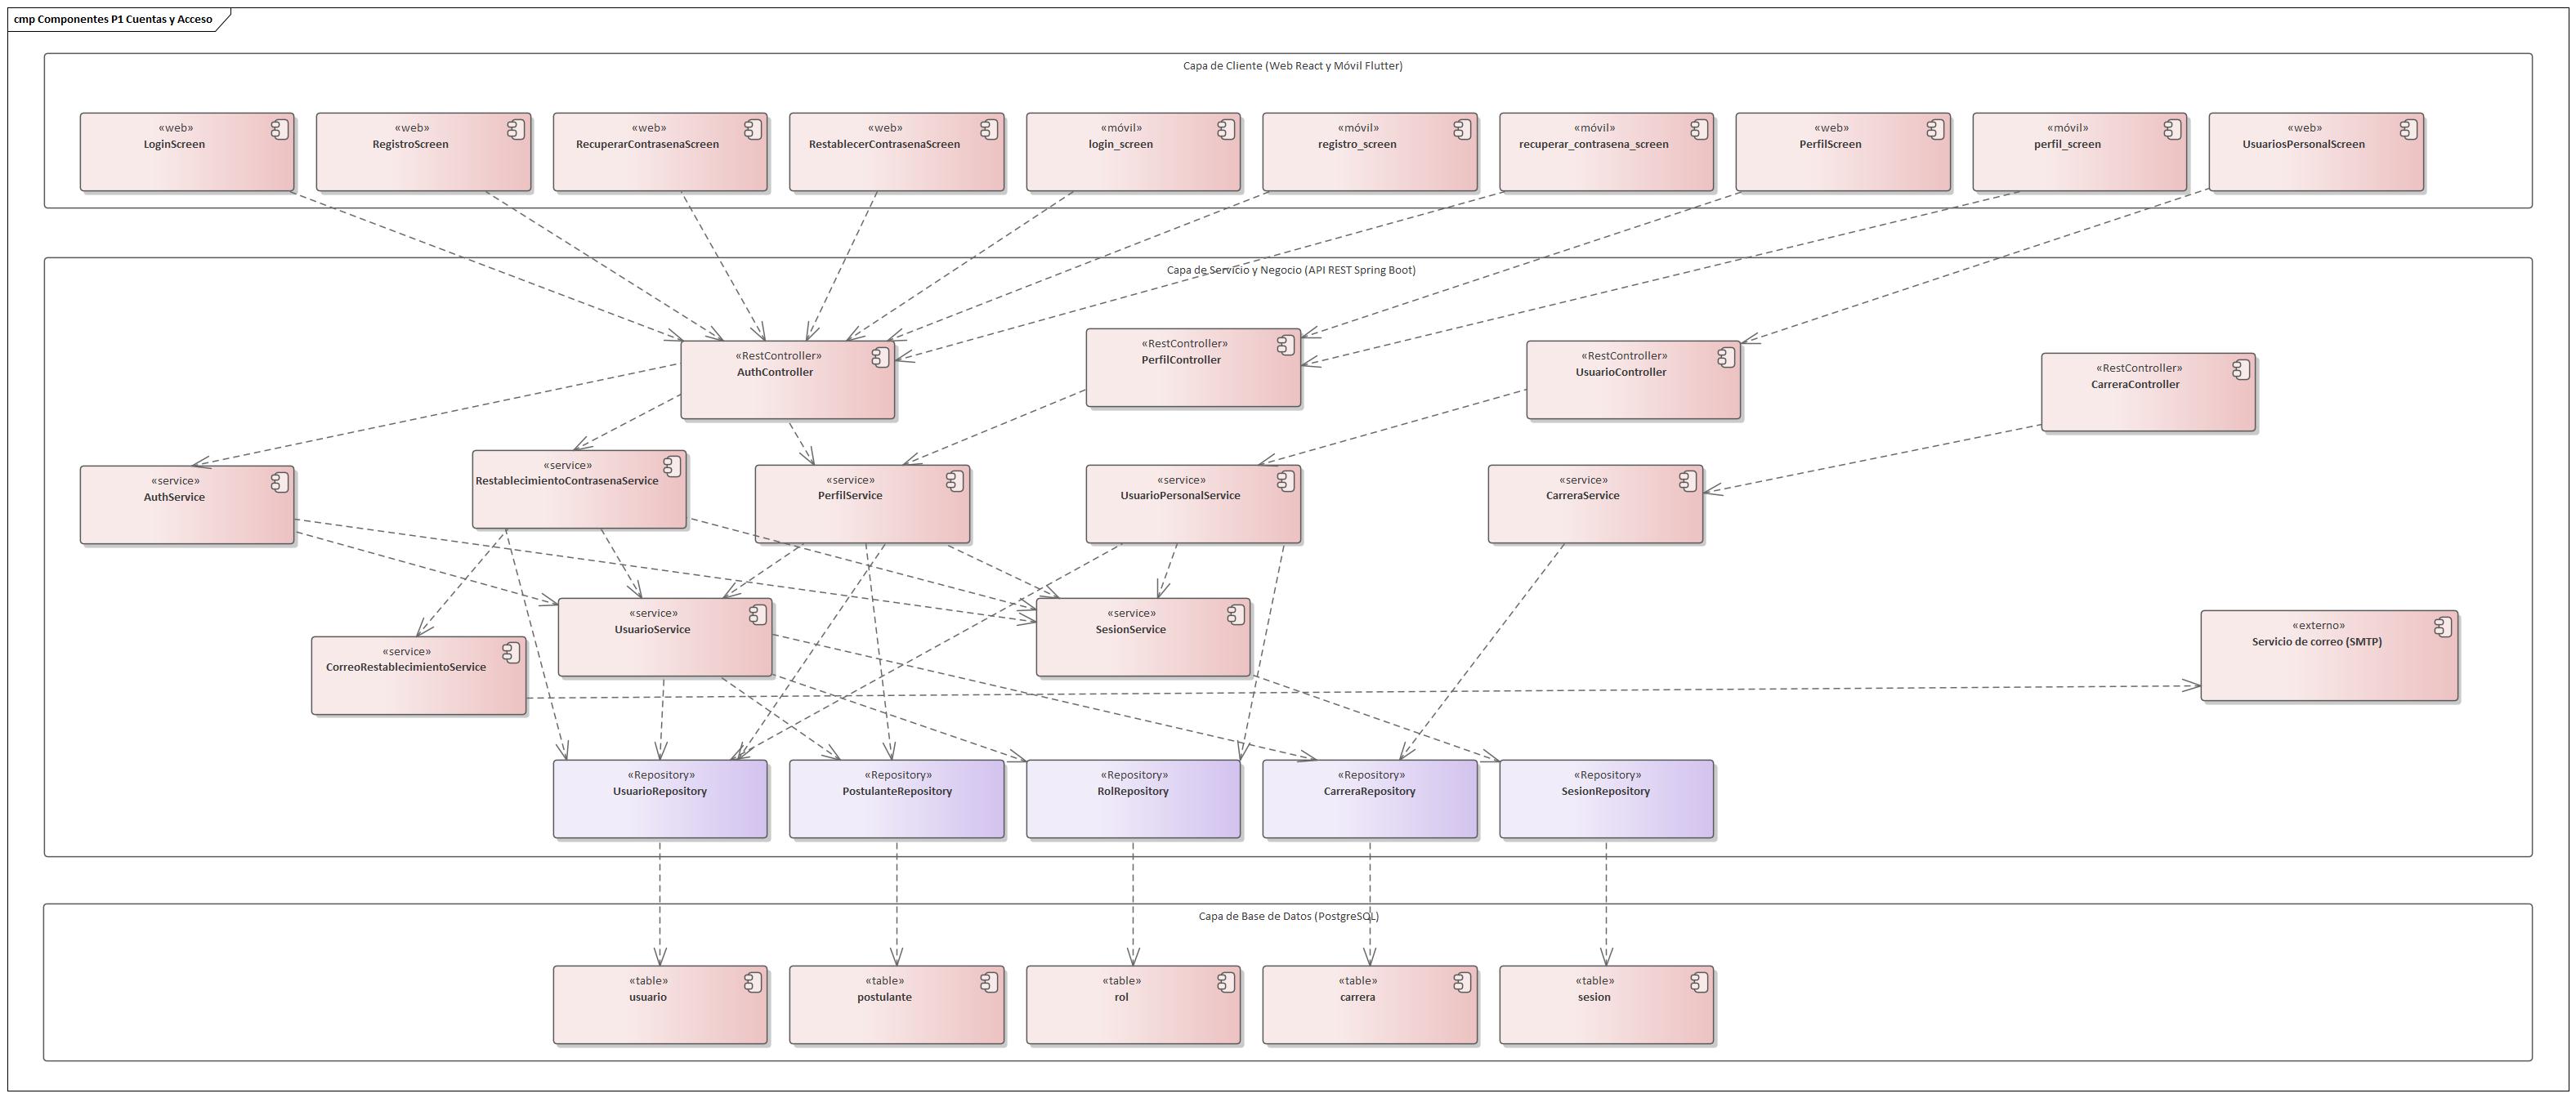 cmp Componentes P1 Cuentas y Acceso
Capa de Cliente (Web React y Móvil Flutter)
«web»
LoginScreen
«web»
RegistroScreen
«web»
RecuperarContrasenaScreen
«web»
RestablecerContrasenaScreen
«móvil»
login_screen
«móvil»
registro_screen
«móvil»
recuperar_contrasena_screen
«web»
PerfilScreen
«móvil»
perfil_screen
«web»
UsuariosPersonalScreen
Capa de Servicio y Negocio (API REST Spring Boot)
«RestController»
AuthController
«RestController»
PerfilController
«RestController»
UsuarioController
«RestController»
CarreraController
«service»
AuthService
«service»
RestablecimientoContrasenaService
«service»
PerfilService
«service»
UsuarioPersonalService
«service»
CarreraService
«service»
CorreoRestablecimientoService
«service»
UsuarioService
«service»
SesionService
«externo»
Servicio de correo (SMTP)
«Repository»
UsuarioRepository
«Repository»
PostulanteRepository
«Repository»
RolRepository
«Repository»
CarreraRepository
«Repository»
SesionRepository
Capa de Base de Datos (PostgreSQL)
«table»
usuario
«table»
postulante
«table»
rol
«table»
carrera
«table»
sesion